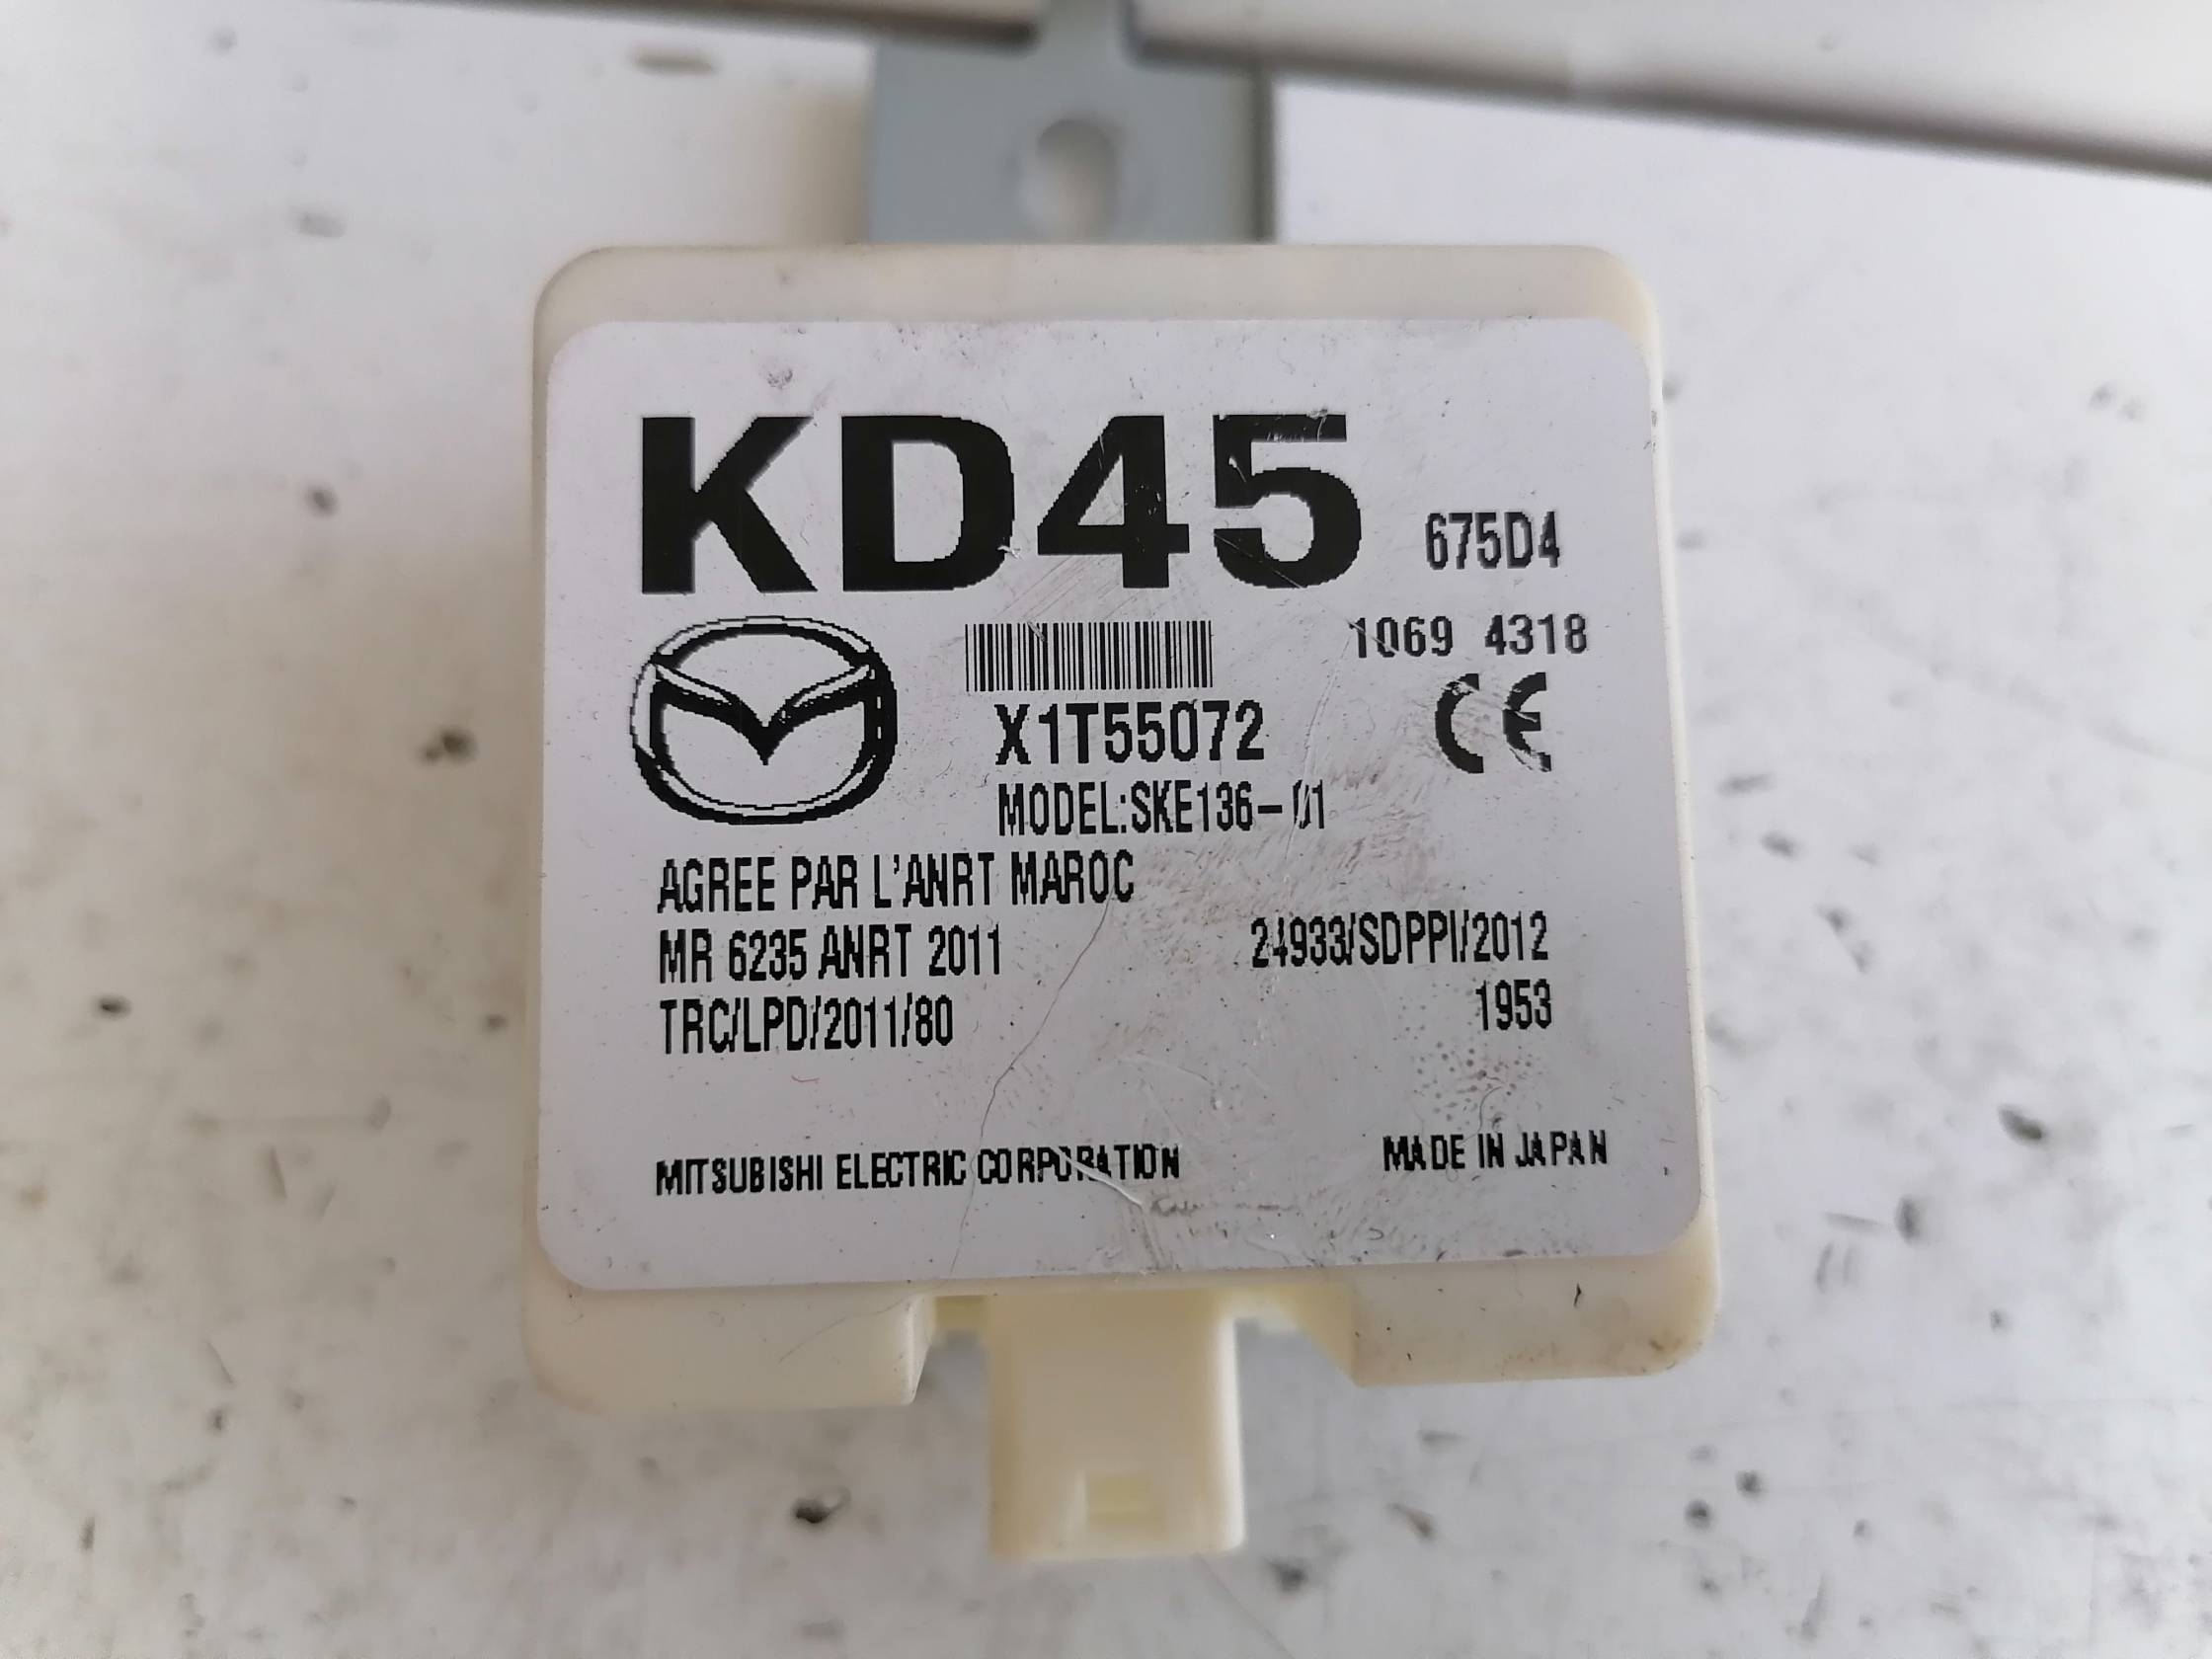 KD45 675D4
1069 4318
X1T55072
CE
MODEL:SKE136-01
AGREE PAR L'ANRT MAROC
MR 6235 ANRT 2011 24933/SDPPI/2012
TRC/LPD/2011/80 1953
MITSUBISHI ELECTRIC CORPORATION MADE IN JAPAN